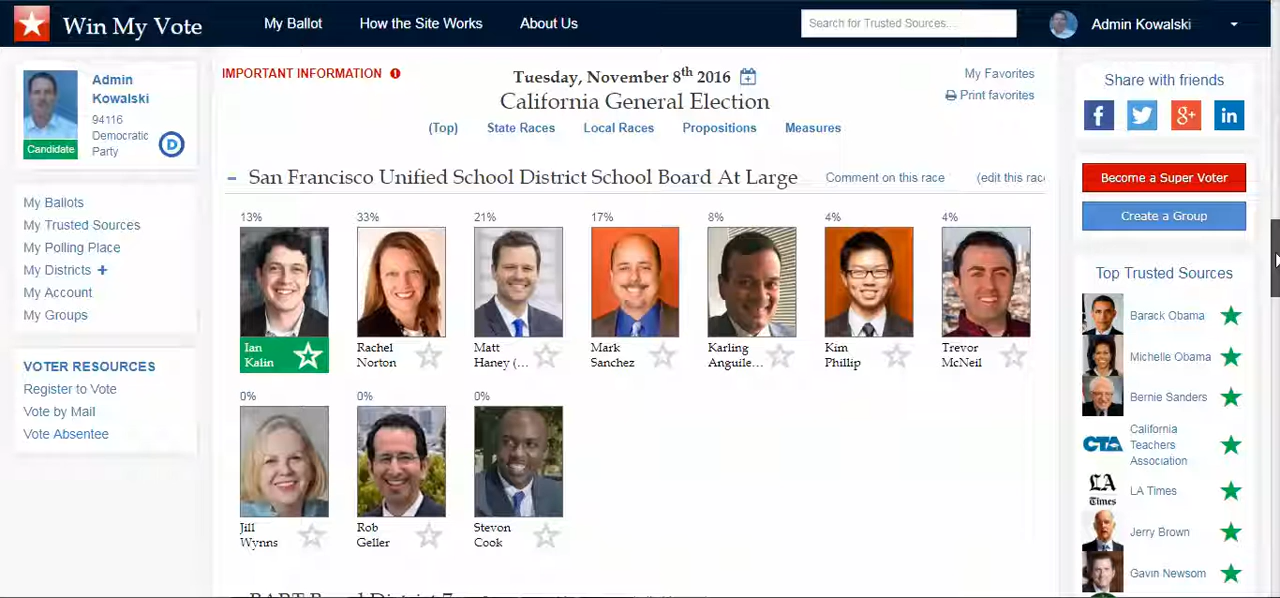 Win My Vote
My Ballot
How the Site Works
About Us
Search for Trusted Sources...
Admin Kowalski
Admin
Kowalski
94116
Democratic
Party
D
Candidate
My Ballots
My Trusted Sources
My Polling Place
My Districts +
My Account
My Groups
VOTER RESOURCES
Register to Vote
Vote by Mail
Vote Absentee
IMPORTANT INFORMATION
Tuesday, November 8th 2016
California General Election
(Top) State Races Local Races Propositions Measures
My Favorites
Print favorites
San Francisco Unified School District School Board At Large
Comment on this race
(edit this race
13% 33% 21% 17% 8% 4% 4%
Ian
Kalin
Rachel
Norton
Matt
Haney (...
Mark
Sanchez
Karling
Anguile...
Kim
Phillip
Trevor
McNeil
0% 0% 0%
Jill
Wynns
Rob
Geller
Stevon
Cook
Share with friends
f
g+
in
Become a Super Voter
Create a Group
Top Trusted Sources
Barack Obama
Michelle Obama
Bernie Sanders
CTA
California
Teachers
Association
LA
Times
LA Times
Jerry Brown
Gavin Newsom